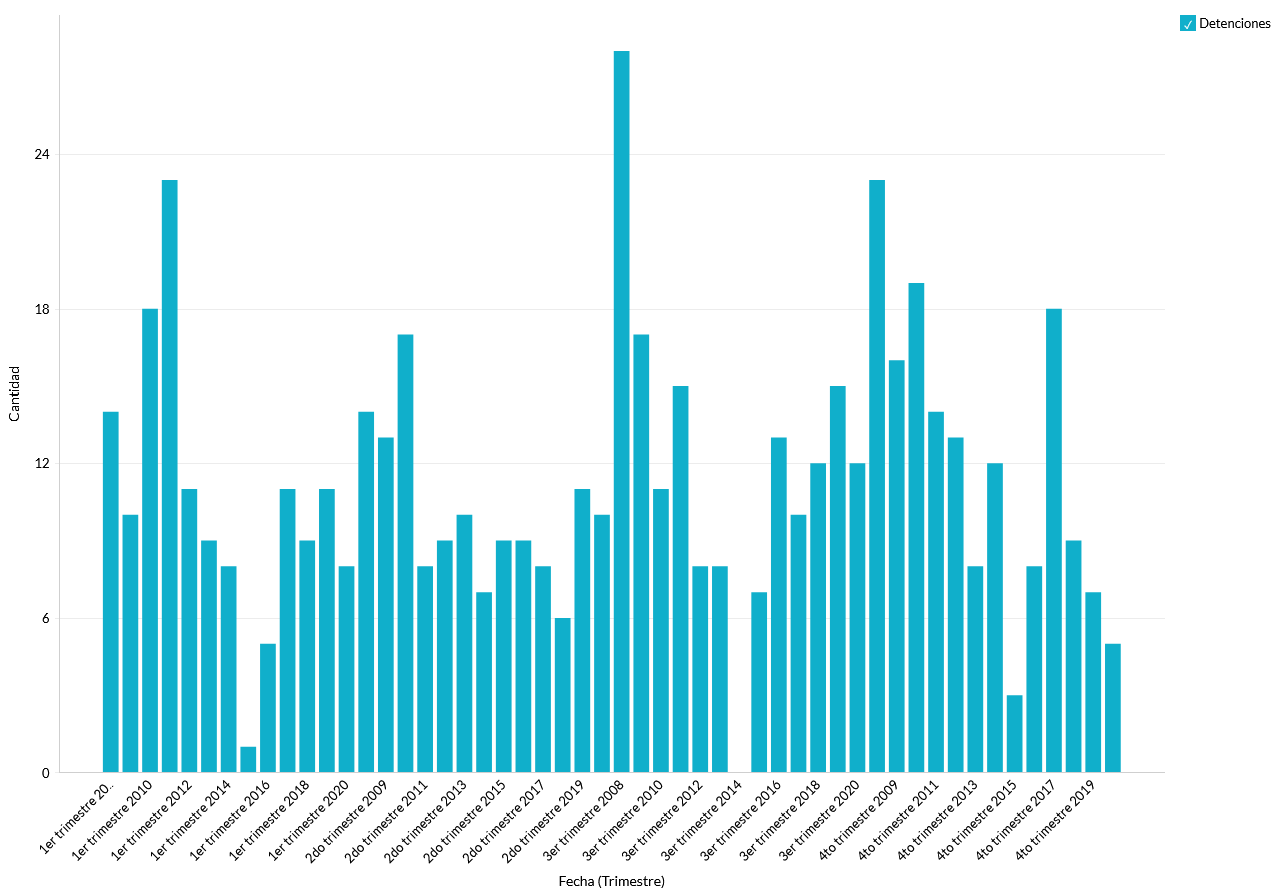 Detenciones
24
18
12
6
0
Cantidad
1er trimestre 20..
1er trimestre 2010
1er trimestre 2012
1er trimestre 2014
1er trimestre 2016
1er trimestre 2018
1er trimestre 2020
2do trimestre 2009
2do trimestre 2011
2do trimestre 2013
2do trimestre 2015
2do trimestre 2017
2do trimestre 2019
3er trimestre 2008
3er trimestre 2010
3er trimestre 2012
3er trimestre 2014
3er trimestre 2016
3er trimestre 2018
3er trimestre 2020
4to trimestre 2009
4to trimestre 2011
4to trimestre 2013
4to trimestre 2015
4to trimestre 2017
4to trimestre 2019
Fecha (Trimestre)